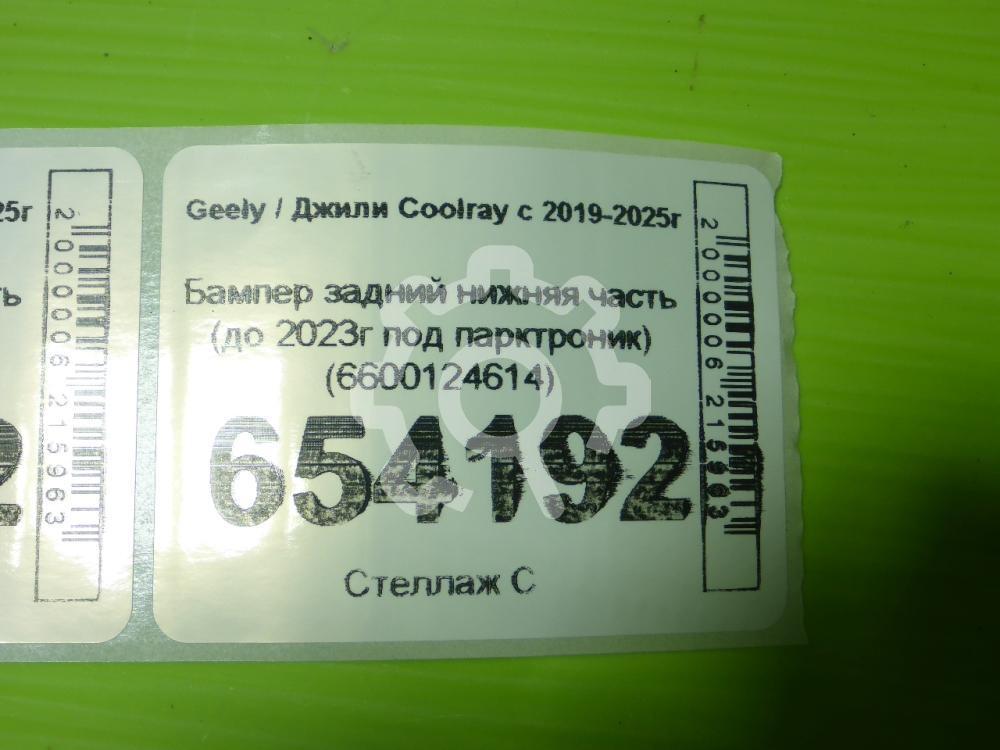 25г
ть
2
2000006215963
Geely / Джили Coolray с 2019-2025г
Бампер задний нижняя часть
(до 2023г под парктроник)
(6600124614)
654192
Стеллаж С
2000006215963